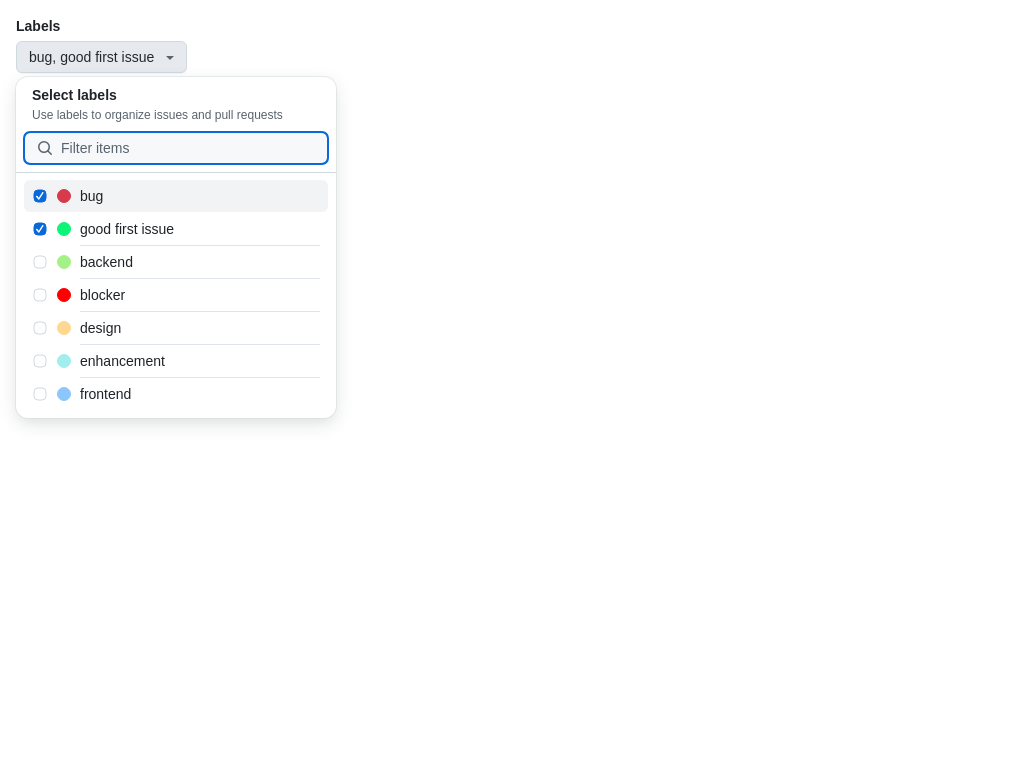 Labels
bug, good first issue
Select labels
Use labels to organize issues and pull requests
Filter items
bug
good first issue
backend
blocker
design
enhancement
frontend